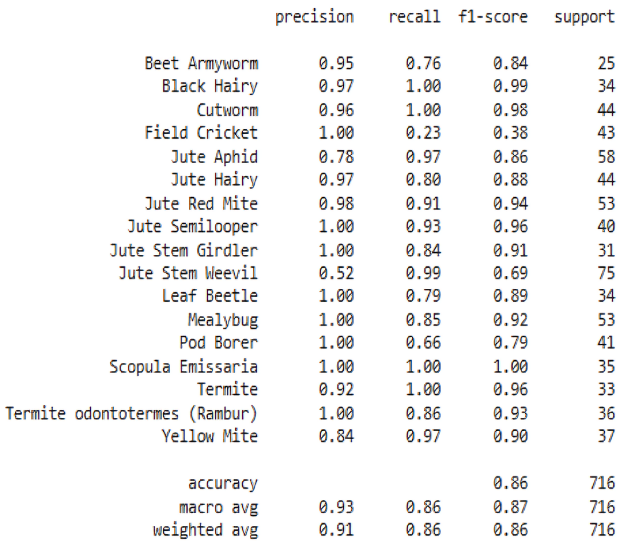 precision recall f1-score support
Beet Armyworm 0.95 0.76 0.84 25
Black Hairy 0.97 1.00 0.99 34
Cutworm 0.96 1.00 0.98 44
Field Cricket 1.00 0.23 0.38 43
Jute Aphid 0.78 0.97 0.86 58
Jute Hairy 0.97 0.80 0.88 44
Jute Red Mite 0.98 0.91 0.94 53
Jute Semilooper 1.00 0.93 0.96 40
Jute Stem Girdler 1.00 0.84 0.91 31
Jute Stem Weevil 0.52 0.99 0.69 75
Leaf Beetle 1.00 0.79 0.89 34
Mealybug 1.00 0.85 0.92 53
Pod Borer 1.00 0.66 0.79 41
Scopula Emissaria 1.00 1.00 1.00 35
Termite 0.92 1.00 0.96 33
Termite odontotermes (Rambur) 1.00 0.86 0.93 36
Yellow Mite 0.84 0.97 0.90 37
accuracy 0.86 716
macro avg 0.93 0.86 0.87 716
weighted avg 0.91 0.86 0.86 716